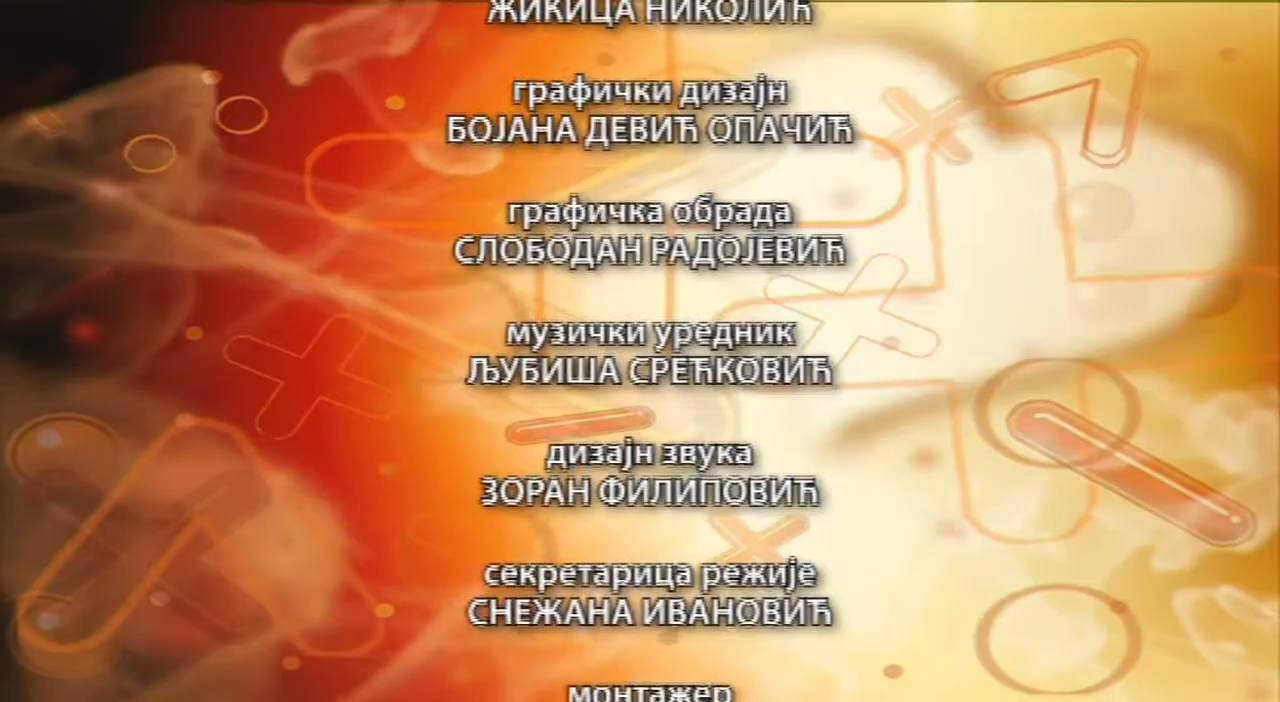 ЖИКИЦА НИКОЛИЋ
графички дизајн
БОЈАНА ДЕВИЋ ОПАЧИЋ
графичка обрада
СЛОБОДАН РАДОЈЕВИЋ
музички уредник
ЉУБИША СРЕЋКОВИЋ
дизајн звука
ЗОРАН ФИЛИПОВИЋ
секретарица режије
СНЕЖАНА ИВАНОВИЋ
монтажер